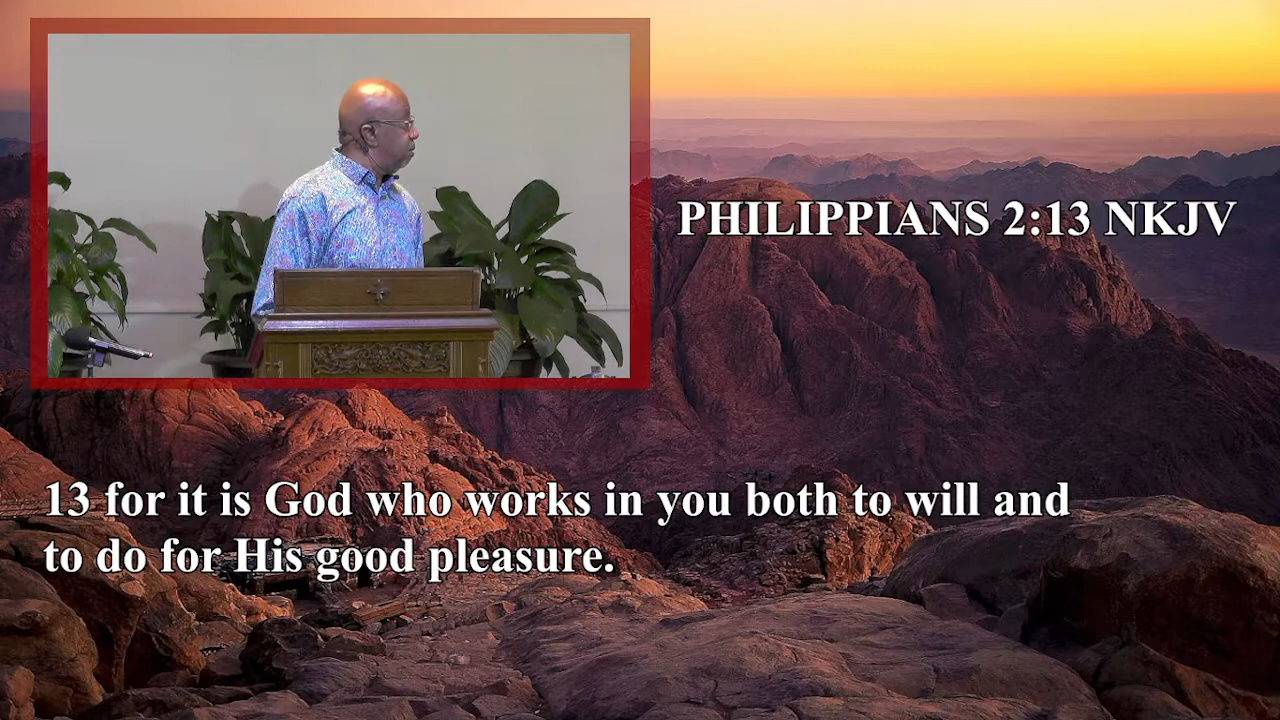 PHILIPPIANS 2:13 NKJV
13 for it is God who works in you both to will and
to do for His good pleasure.